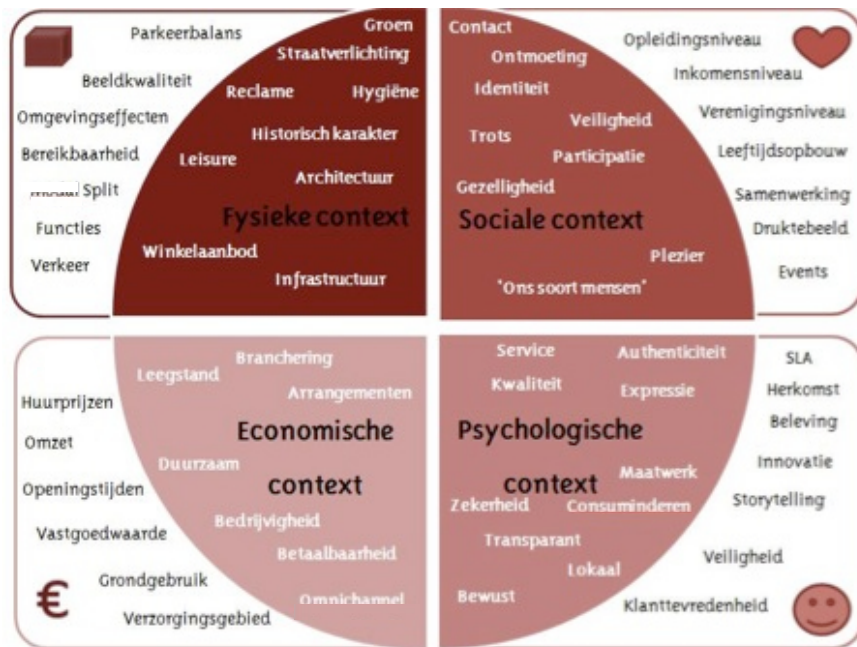 Parkeerbalans
Beeldkwaliteit
Omgevingseffecten
Bereikbaarheid
Split
Functies
Verkeer
Groen
Straatverlichting
Reclame
Hygiëne
Historisch karakter
Leisure
Architectuur
Fysieke context
Winkelaanbod
Infrastructuur
Contact
Ontmoeting
Identiteit
Veiligheid
Trots
Participatie
Gezelligheid
Sociale context
Plezier
"Ons soort mensen"
Opleidingsniveau
Inkomensniveau
Verenigingsniveau
Leeftijdsopbouw
Samenwerking
Druktebeeld
Events
Huurprijzen
Omzet
Openingstijden
Vastgoedwaarde
Grondgebruik
Verzorgingsgebied
€
Branchering
Leegstand
Arrangementen
Economische
context
Duurzaam
Bedrijvigheid
Betaalbaarheid
Omnichannel
Service
Authenticiteit
Kwaliteit
Expressie
Psychologische
context
Maatwerk
Zekerheid
Consuminderen
Transparant
Lokaal
Bewust
SLA
Herkomst
Beleving
Innovatie
Storytelling
Veiligheid
Klanttevredenheid